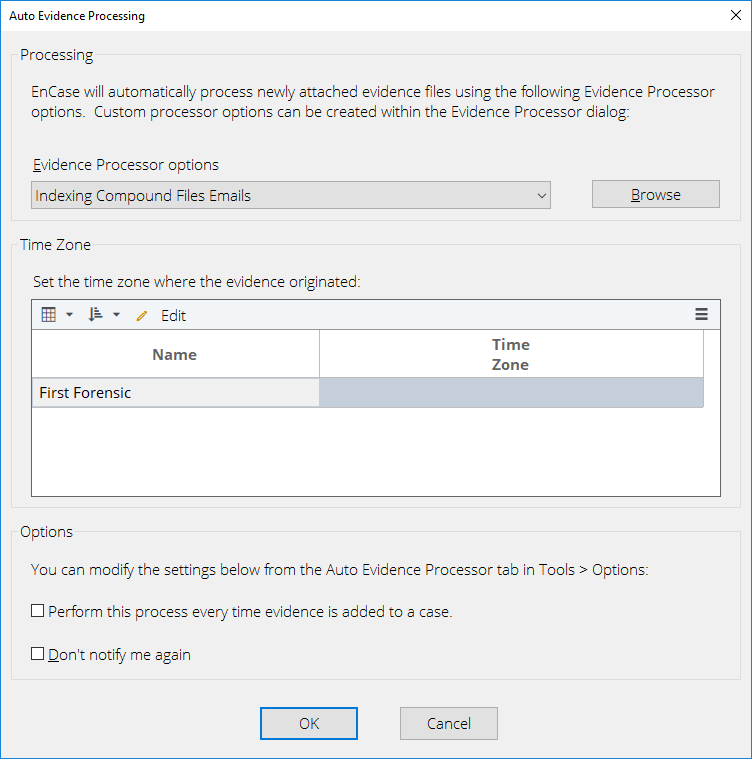 Auto Evidence Processing
Processing
EnCase will automatically process newly attached evidence files using the following Evidence Processor
options.  Custom processor options can be created within the Evidence Processor dialog:
Evidence Processor options
Indexing Compound Files Emails
Browse
Time Zone
Set the time zone where the evidence originated:
Edit
Name
Time
Zone
First Forensic
Options
You can modify the settings below from the Auto Evidence Processor tab in Tools > Options:
Perform this process every time evidence is added to a case.
Don't notify me again
OK
Cancel